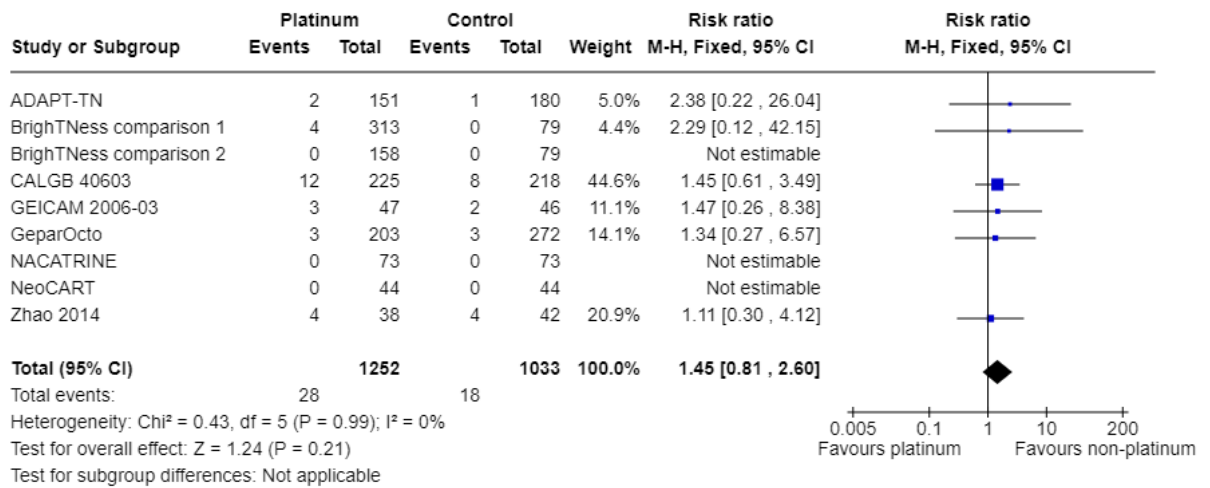 Platinum Control Risk ratio Risk ratio
Study or Subgroup Events Total Events Total Weight M-H, Fixed, 95% CI M-H, Fixed, 95% CI
ADAPT-TN 2 151 1 180 5.0% 2.38 [0.22 , 26.04]
BrighTNess comparison 1 4 313 0 79 4.4% 2.29 [0.12 , 42.15]
BrighTNess comparison 2 0 158 0 79 Not estimable
CALGB 40603 12 225 8 218 44.6% 1.45 [0.61 , 3.49]
GEICAM 2006-03 3 47 2 46 11.1% 1.47 [0.26 , 8.38]
GeparOcto 3 203 3 272 14.1% 1.34 [0.27 , 6.57]
NACATRINE 0 73 0 73 Not estimable
NeoCART 0 44 0 44 Not estimable
Zhao 2014 4 38 4 42 20.9% 1.11 [0.30 , 4.12]
Total (95% CI) 1252 1033 100.0% 1.45 [0.81 , 2.60]
Total events: 28 18
Heterogeneity: Chi² = 0.43, df = 5 (P = 0.99); I² = 0%
Test for overall effect: Z = 1.24 (P = 0.21)
Test for subgroup differences: Not applicable
0.005 0.1 1 10 200
Favours platinum Favours non-platinum